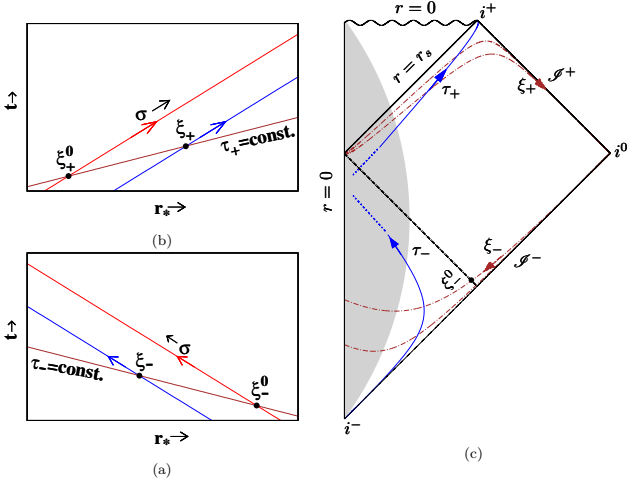 t→
σ
ξ₊⁰
ξ₊
τ₊=const.
r*→
(b)
t→
σ
ξ₋
ξ₋⁰
τ₋=const.
r*→
(a)
r = 0
i⁺
r = rₛ
τ₊
ξ₊
𝓘⁺
r = 0
i⁰
τ₋
ξ₋⁰
ξ₋
𝓘⁻
i⁻
(c)